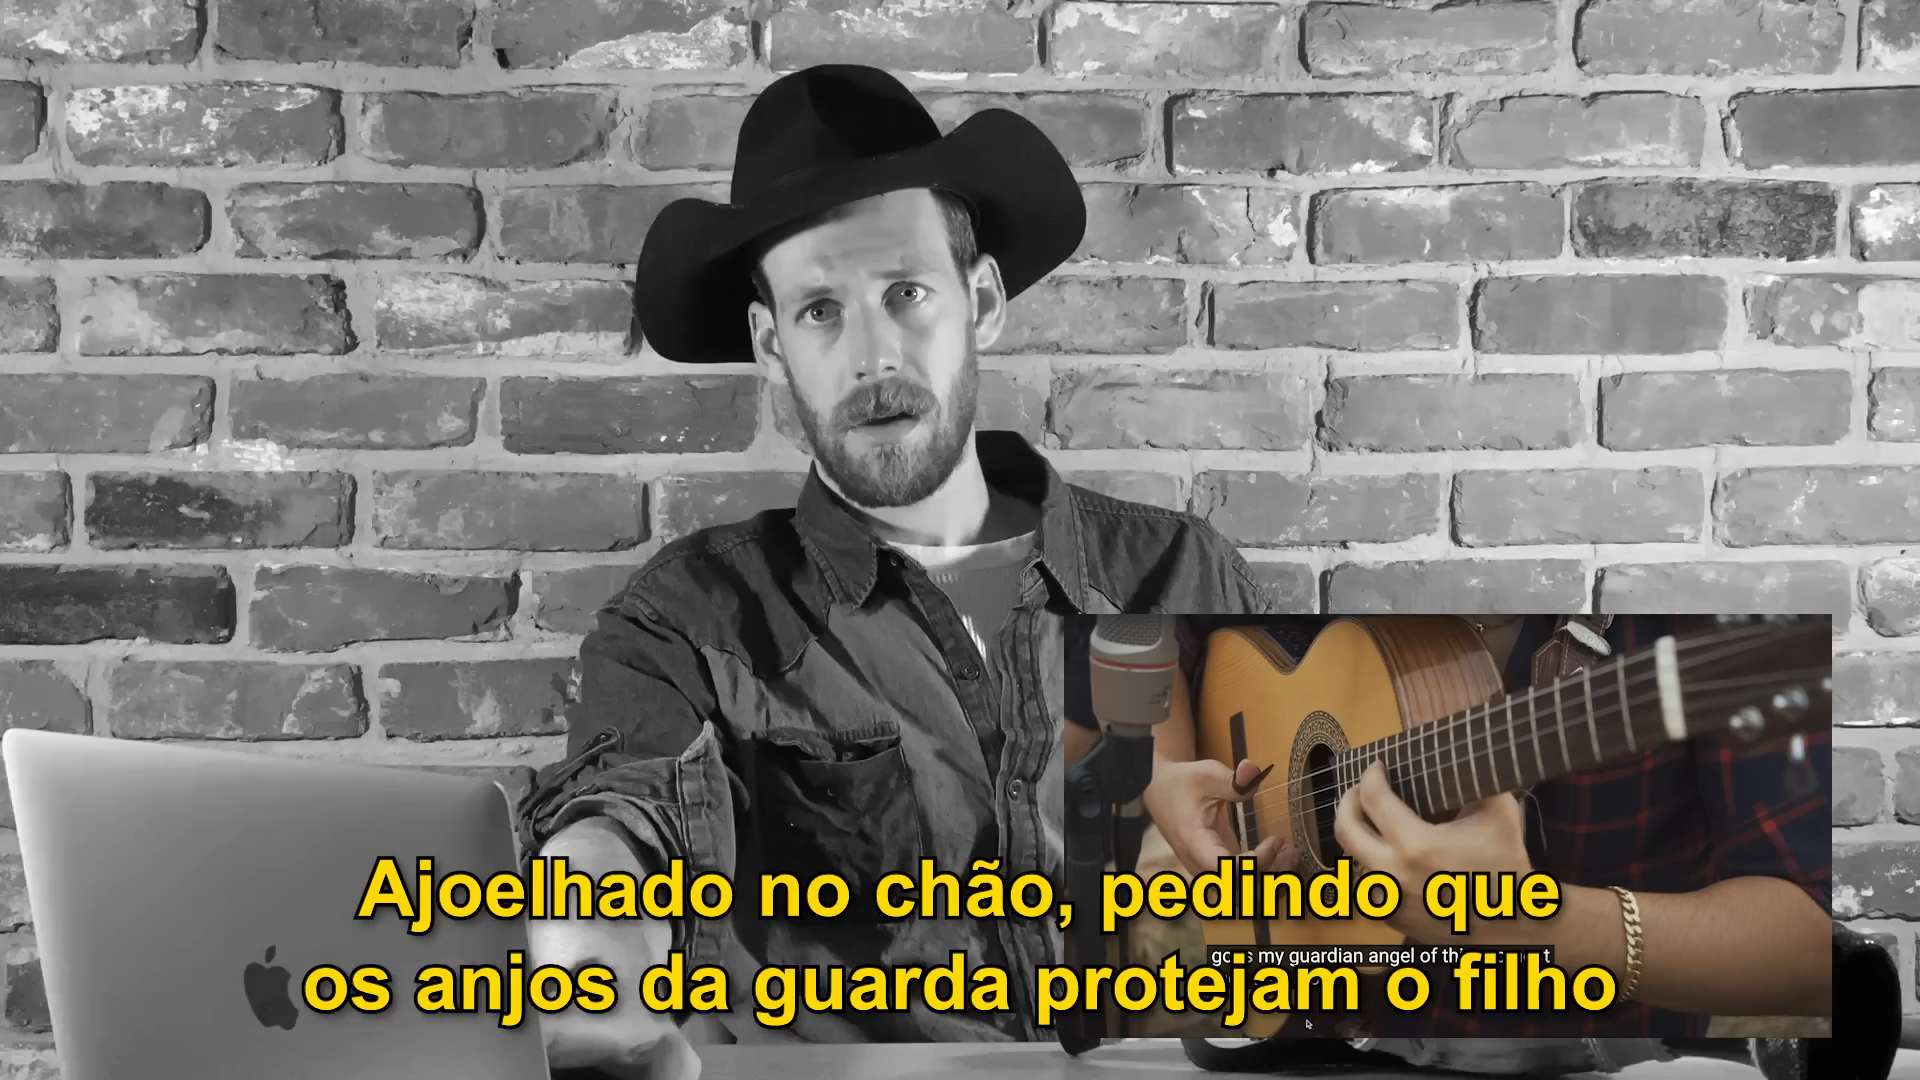 Ajoelhado no chão, pedindo que
my guardian angel of
os anjos da guarda protejam o filho